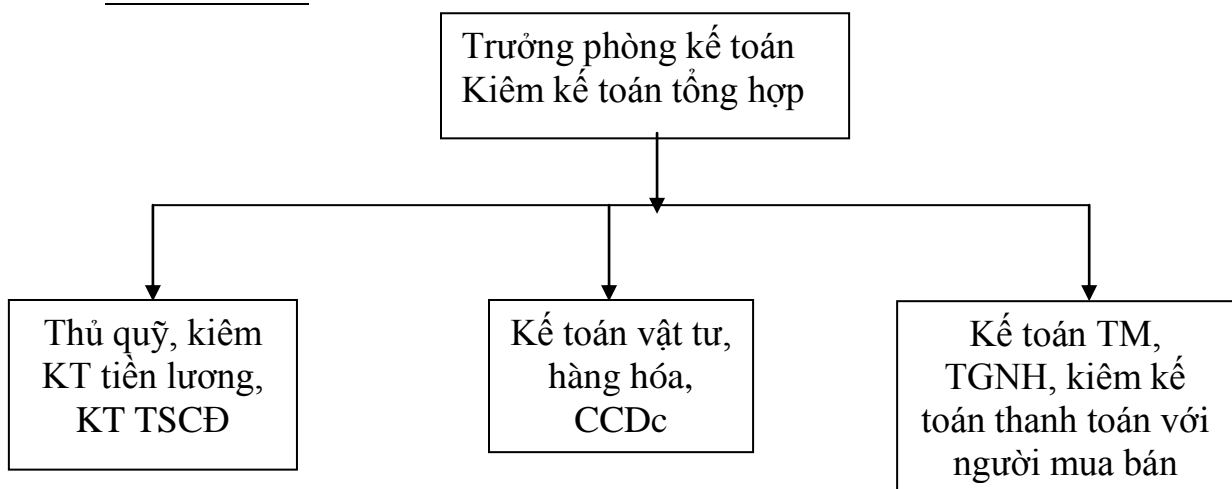 Trưởng phòng kế toán
Kiêm kế toán tổng hợp
Thủ quỹ, kiêm
KT tiền lương,
KT TSCĐ
Kế toán vật tư,
hàng hóa,
CCDc
Kế toán TM,
TGNH, kiêm kế
toán thanh toán với
người mua bán